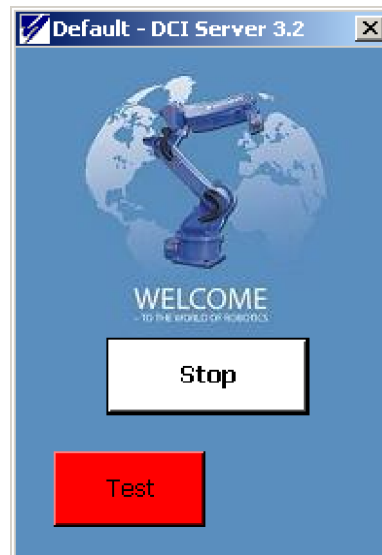 Default - DCI Server 3.2
WELCOME
- TO THE WORLD OF ROBOTICS
Stop
Test